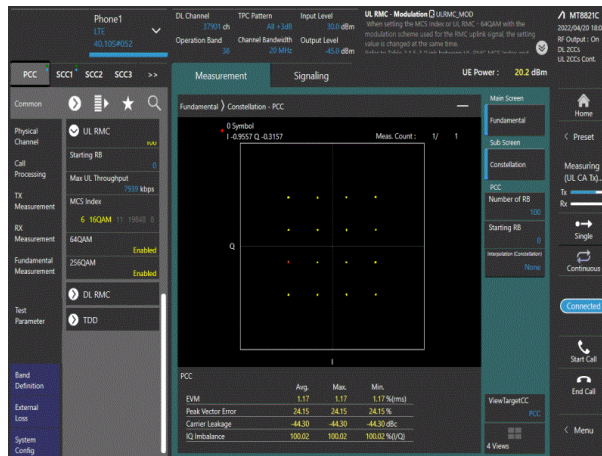 Phone1
LTE
40.105#052
DL Channel
37901 ch
Operation Band
38
TPC Pattern
All +3dB
Channel Bandwidth
20 MHz
Input Level
30.0 dBm
Output Level
-45.0 dBm
UL RMC - Modulation ULRMC_MOD
When setting the MCS Index or UL RMC - 64QAM with the
modulation scheme used for the RMC uplink signal, the setting
value is changed at the same time.
MT8821C
2022/04/20 18:0
RF Output : On
DL 2CCs
UL 2CCs Cont.
PCC
SCC1
SCC2
SCC3
>>
Measurement
Signaling
UE Power : 20.2 dBm
Common
Physical
Channel
Call
Processing
TX
Measurement
RX
Measurement
Fundamental
Measurement
Test
Parameter
Band
Definition
External
Loss
System
Config
UL RMC
100
Starting RB
0
Max UL Throughput
7939 kbps
MCS Index
6 16QAM 11 19848 8
64QAM
Enabled
256QAM
Enabled
DL RMC
TDD
Fundamental > Constellation - PCC
0 Symbol
I -0.9557 Q -0.3157
Meas. Count : 1/ 1
Q
I
PCC
Avg. Max. Min.
EVM 1.17 1.17 1.17 %(rms)
Peak Vector Error 24.15 24.15 24.15 %
Carrier Leakage -44.30 -44.30 -44.30 dBc
IQ Imbalance 100.02 100.02 100.02 %(I/Q)
Main Screen
Fundamental
Sub Screen
Constellation
PCC
Number of RB
100
Starting RB
0
Interpolation (Constellation)
None
ViewTargetCC
PCC
4 Views
Home
< Preset
Measuring
(UL CA Tx)...
Tx
Rx
Single
Continuous
Connected
Start Call
End Call
< Menu